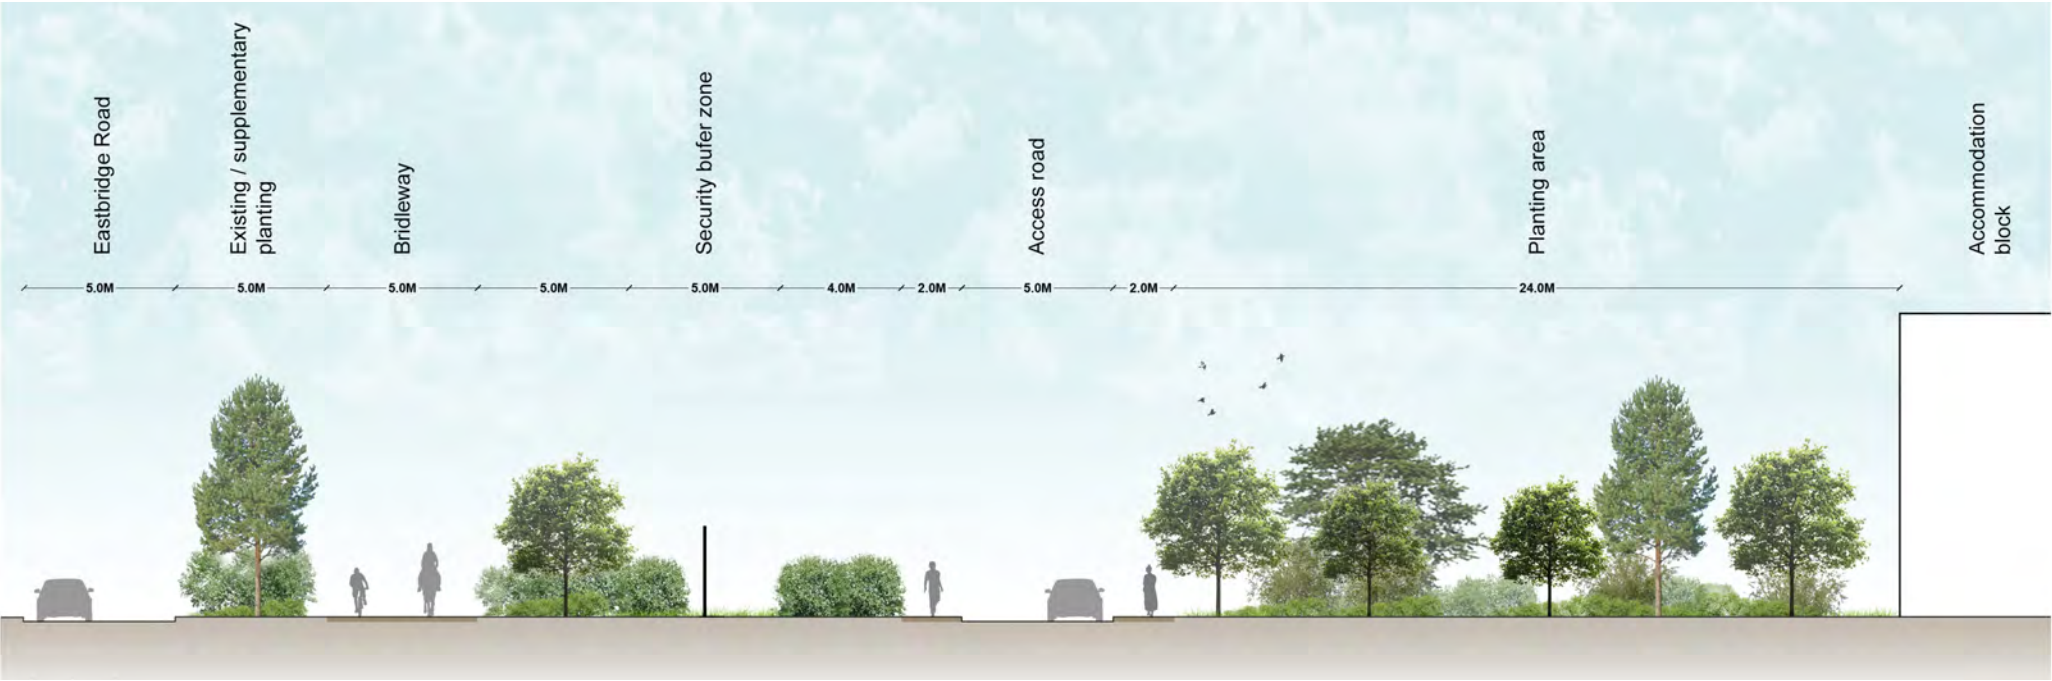 Eastbridge Road
Existing / supplementary
planting
Bridleway
Security bufer zone
Access road
Planting area
Accommodation
block
5.0M
5.0M
5.0M
5.0M
5.0M
4.0M
2.0M
5.0M
2.0M
24.0M